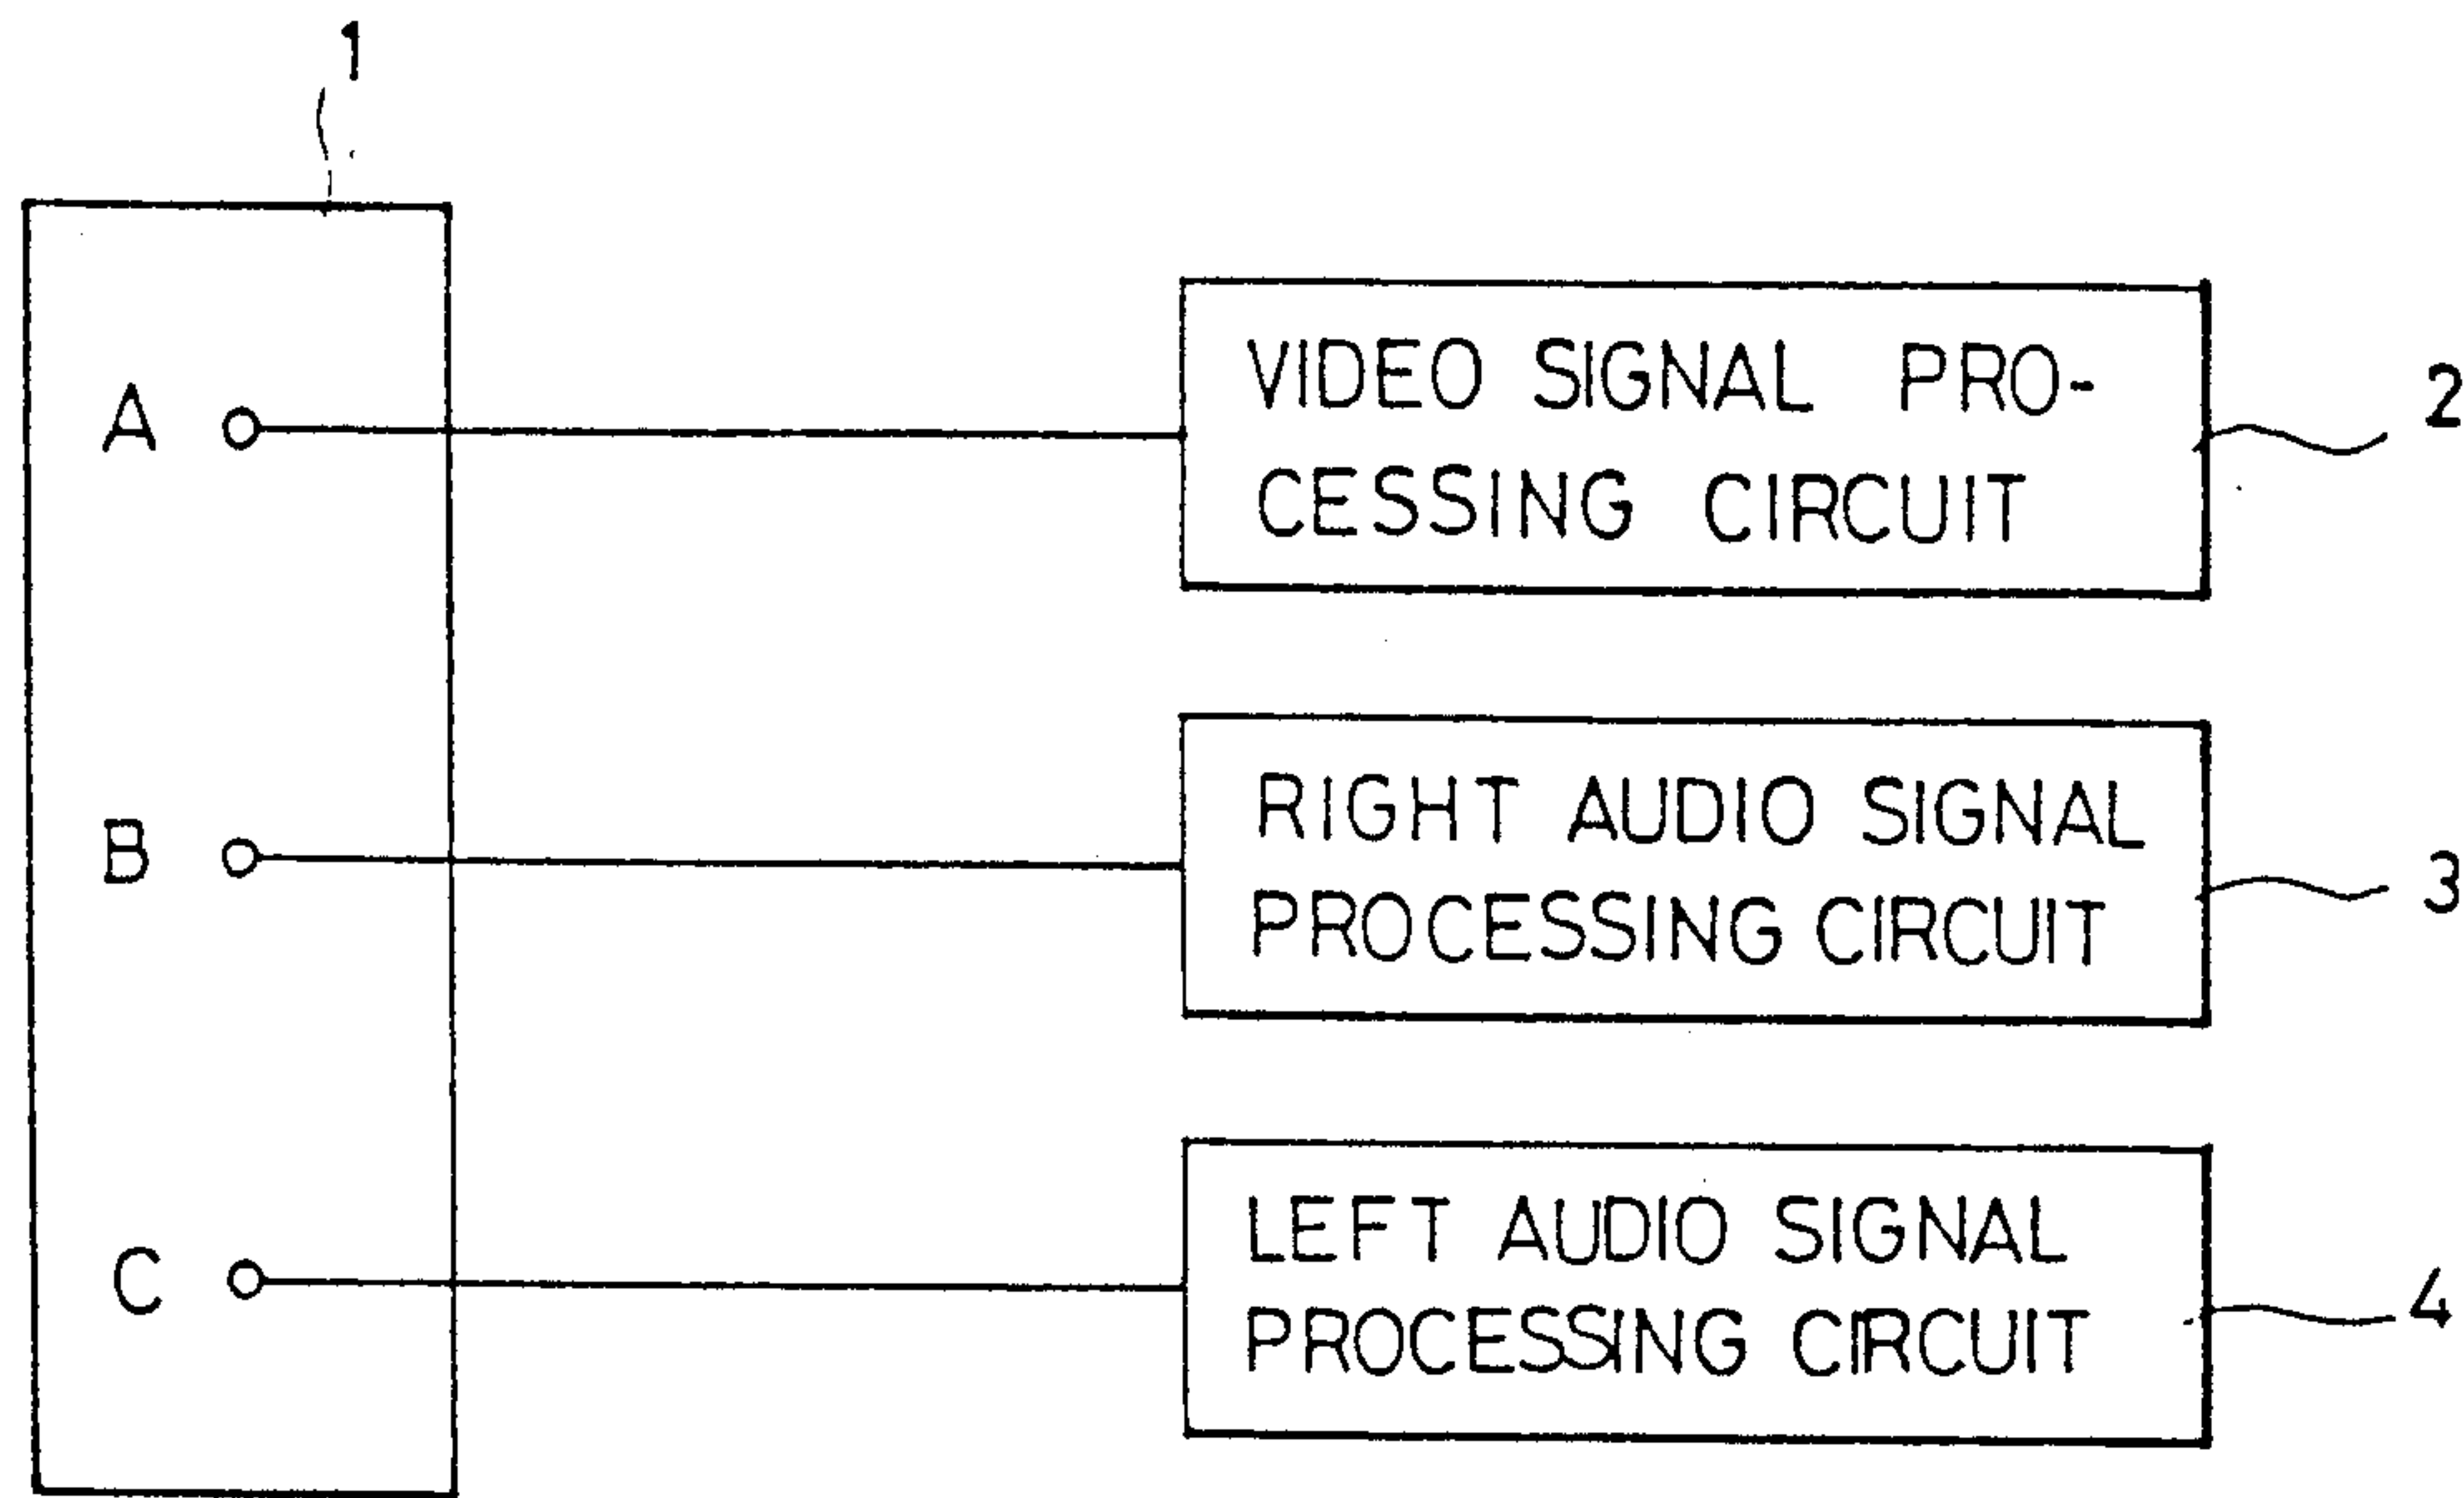 1
A
VIDEO SIGNAL PRO-
CESSING CIRCUIT
2
B
RIGHT AUDIO SIGNAL
PROCESSING CIRCUIT
3
C
LEFT AUDIO SIGNAL
PROCESSING CIRCUIT
4